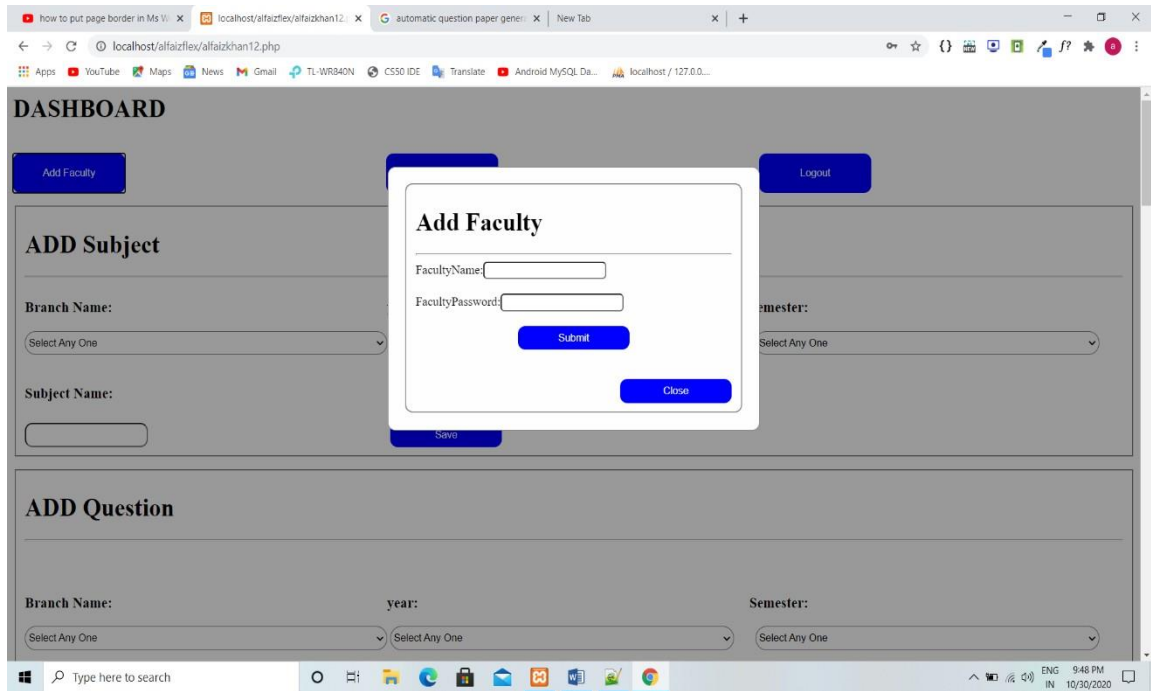 how to put page border in Ms W
localhost/alfaizflex/alfaizkhan12.
automatic question paper gener
New Tab
localhost/alfaizflex/alfaizkhan12.php
Apps YouTube Maps News Gmail TL-WR840N CS50 IDE Translate Android MySQL Da... localhost / 127.0.0....
DASHBOARD
Add Faculty
Logout
Add Faculty
FacultyName:
FacultyPassword:
Submit
Close
ADD Subject
Branch Name:
emester:
Select Any One
Select Any One
Subject Name:
Save
ADD Question
Branch Name: year: Semester:
Select Any One Select Any One Select Any One
Type here to search
ENG 9:48 PM
IN 10/30/2020